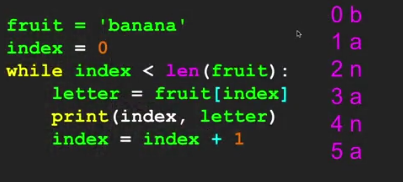 fruit = 'banana'
index = 0
while index < len(fruit):
    letter = fruit[index]
    print(index, letter)
    index = index + 1
0 b
1 a
2 n
3 a
4 n
5 a